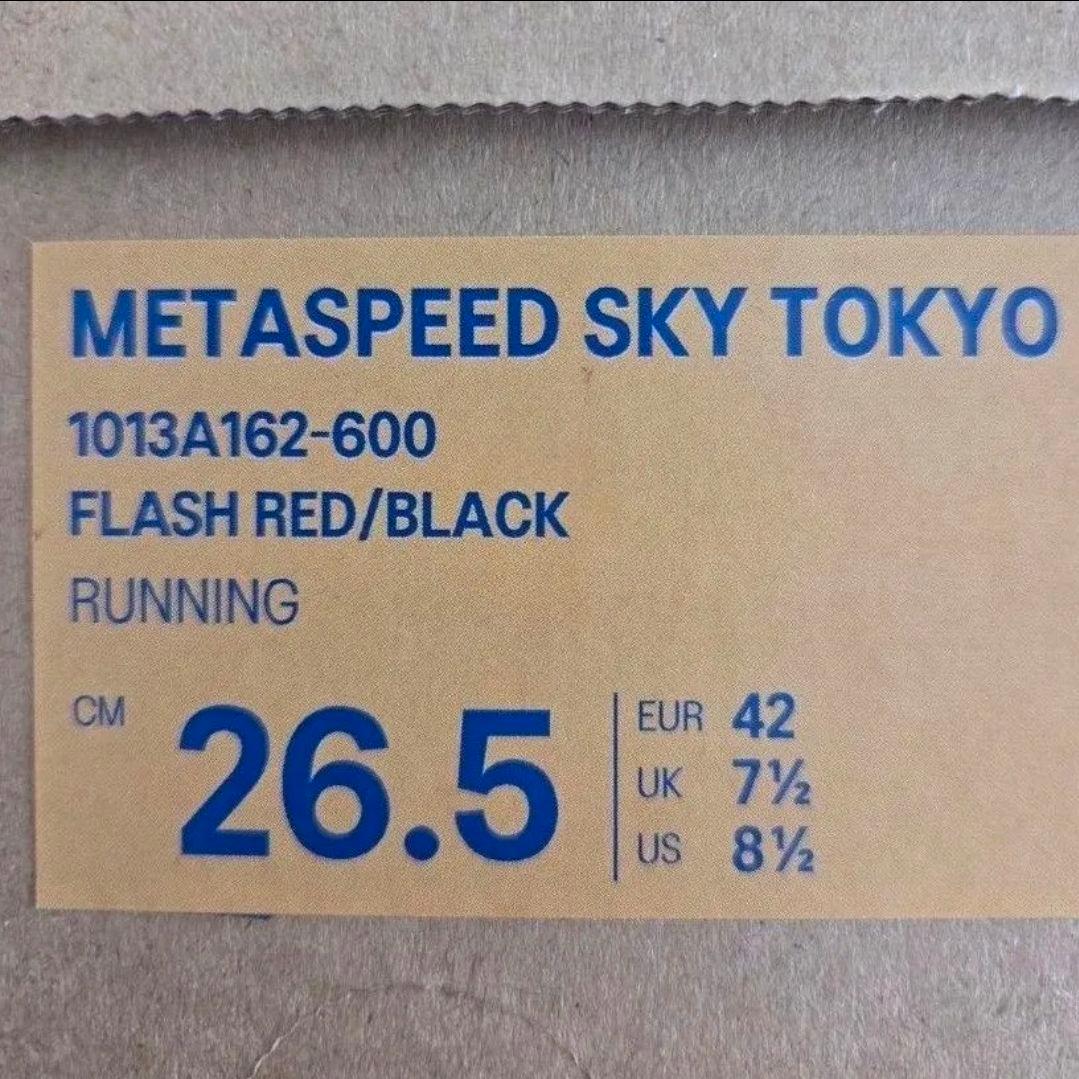 METASPEED SKY TOKYO
1013A162-600
FLASH RED/BLACK
RUNNING
CM 26.5
EUR 42
UK 7½
US 8½